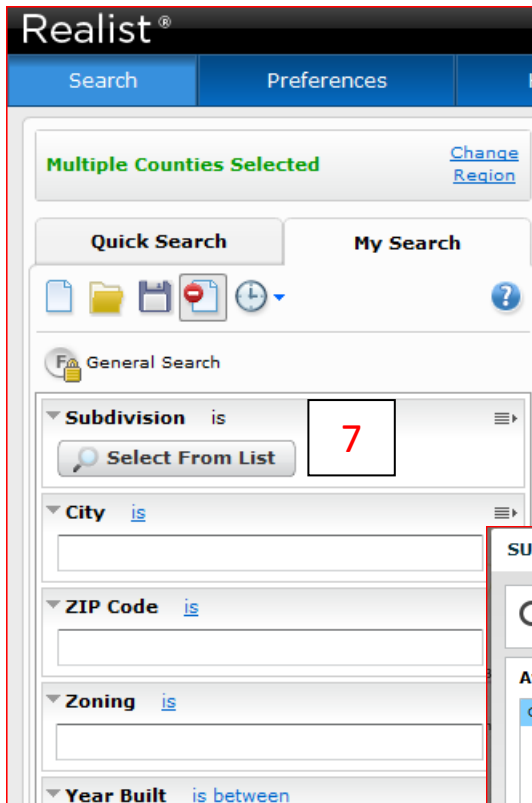 Realist ®
Search Preferences
Multiple Counties Selected Change
Region
Quick Search My Search
?
F General Search
Subdivision is
Select From List
7
City is
SU
ZIP Code is
Zoning is
Year Built is between